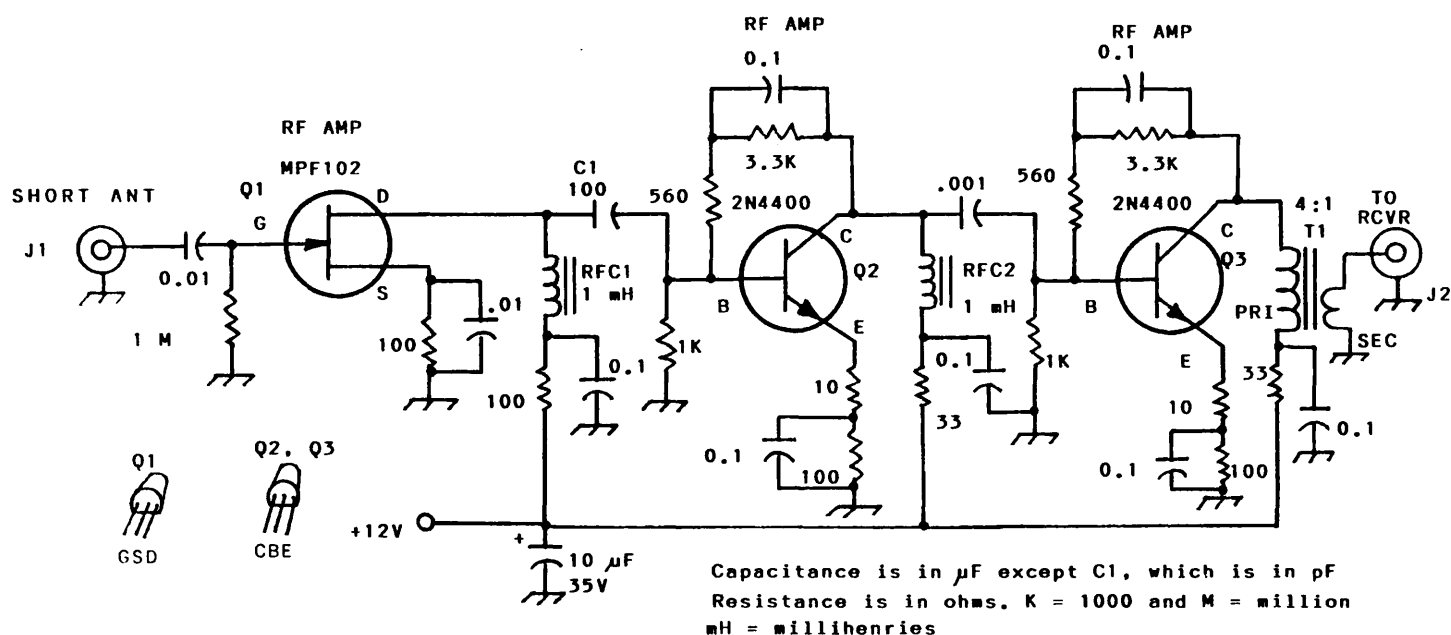 RF AMP
0.1
3.3K
RF AMP
0.1
3.3K
RF AMP
MPF102
Q1
SHORT ANT
J1
G
D
S
0.01
1 M
.01
100
C1
100
RFC1
1 mH
100
0.1
560
1K
2N4400
B
C
Q2
E
10
0.1
100
.001
RFC2
1 mH
33
0.1
560
1K
2N4400
B
C
Q3
E
10
0.1
100
4:1
T1
PRI
SEC
33
0.1
TO
RCVR
J2
Q1
GSD
Q2, Q3
CBE
+12V
+
10 µF
35V
Capacitance is in µF except C1, which is in pF
Resistance is in ohms. K = 1000 and M = million
mH = millihenries